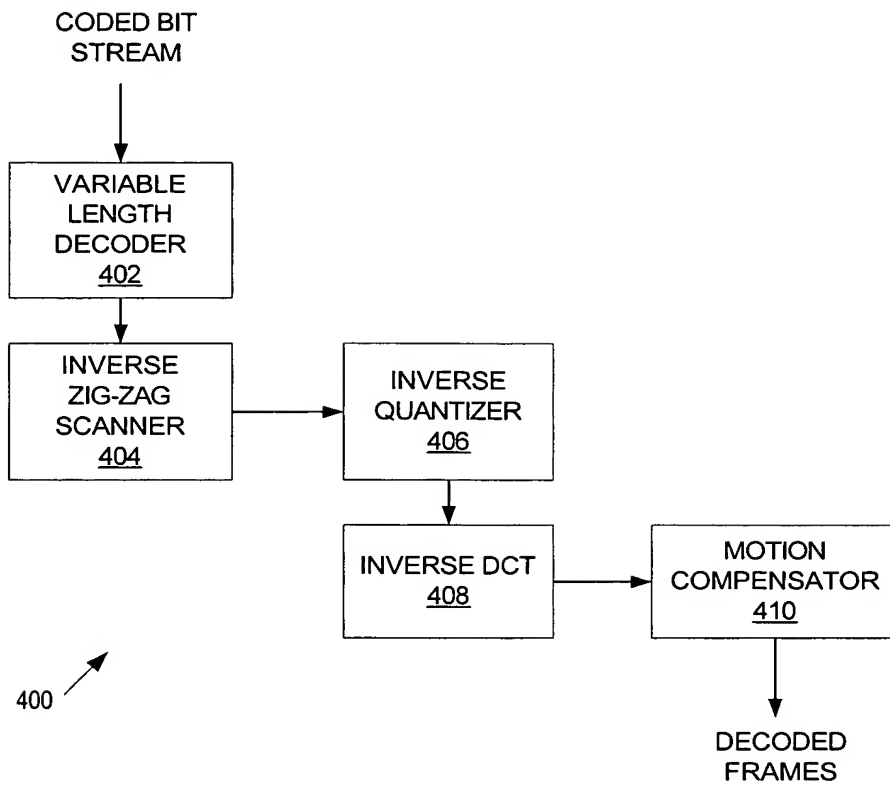 CODED BIT
STREAM
VARIABLE
LENGTH
DECODER
402
INVERSE
ZIG-ZAG
SCANNER
404
INVERSE
QUANTIZER
406
INVERSE DCT
408
MOTION
COMPENSATOR
410
400
DECODED
FRAMES